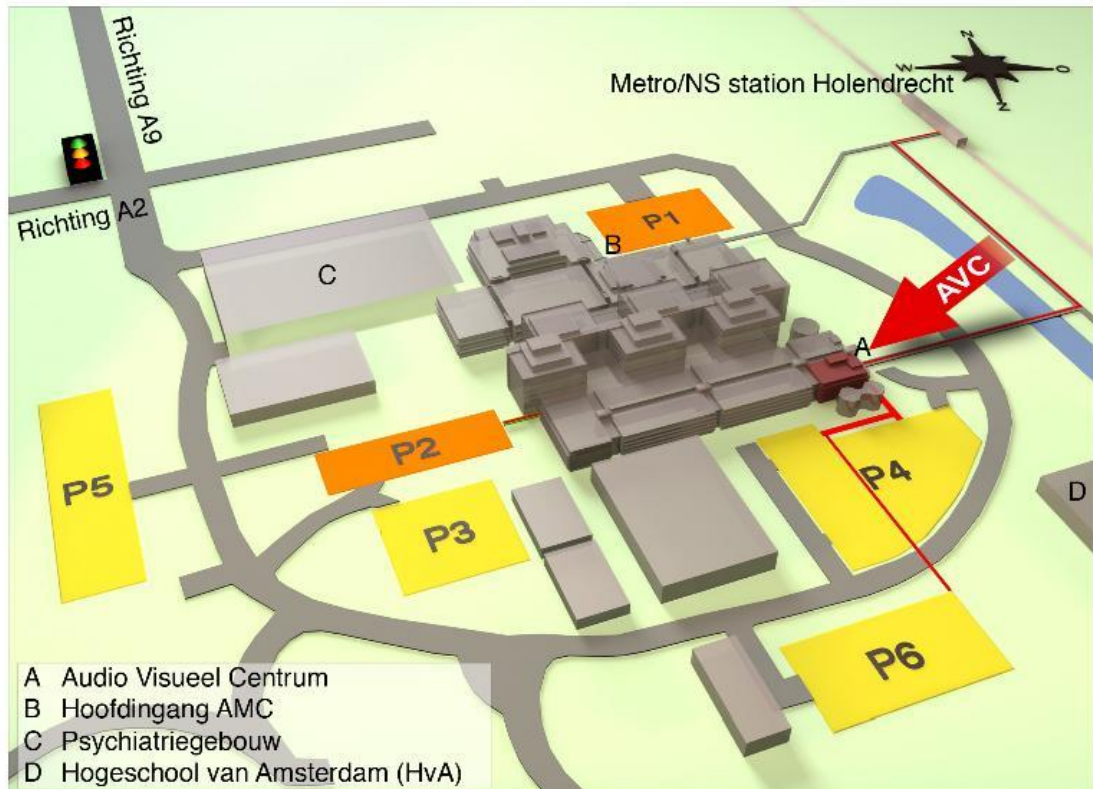 Richting A9
Richting A2
Metro/NS station Holendrecht
N
W
O
N
P1
B
C
AVC
A
P2
P5
P3
P4
D
P6
A Audio Visueel Centrum
B Hoofdingang AMC
C Psychiatriegebouw
D Hogeschool van Amsterdam (HvA)